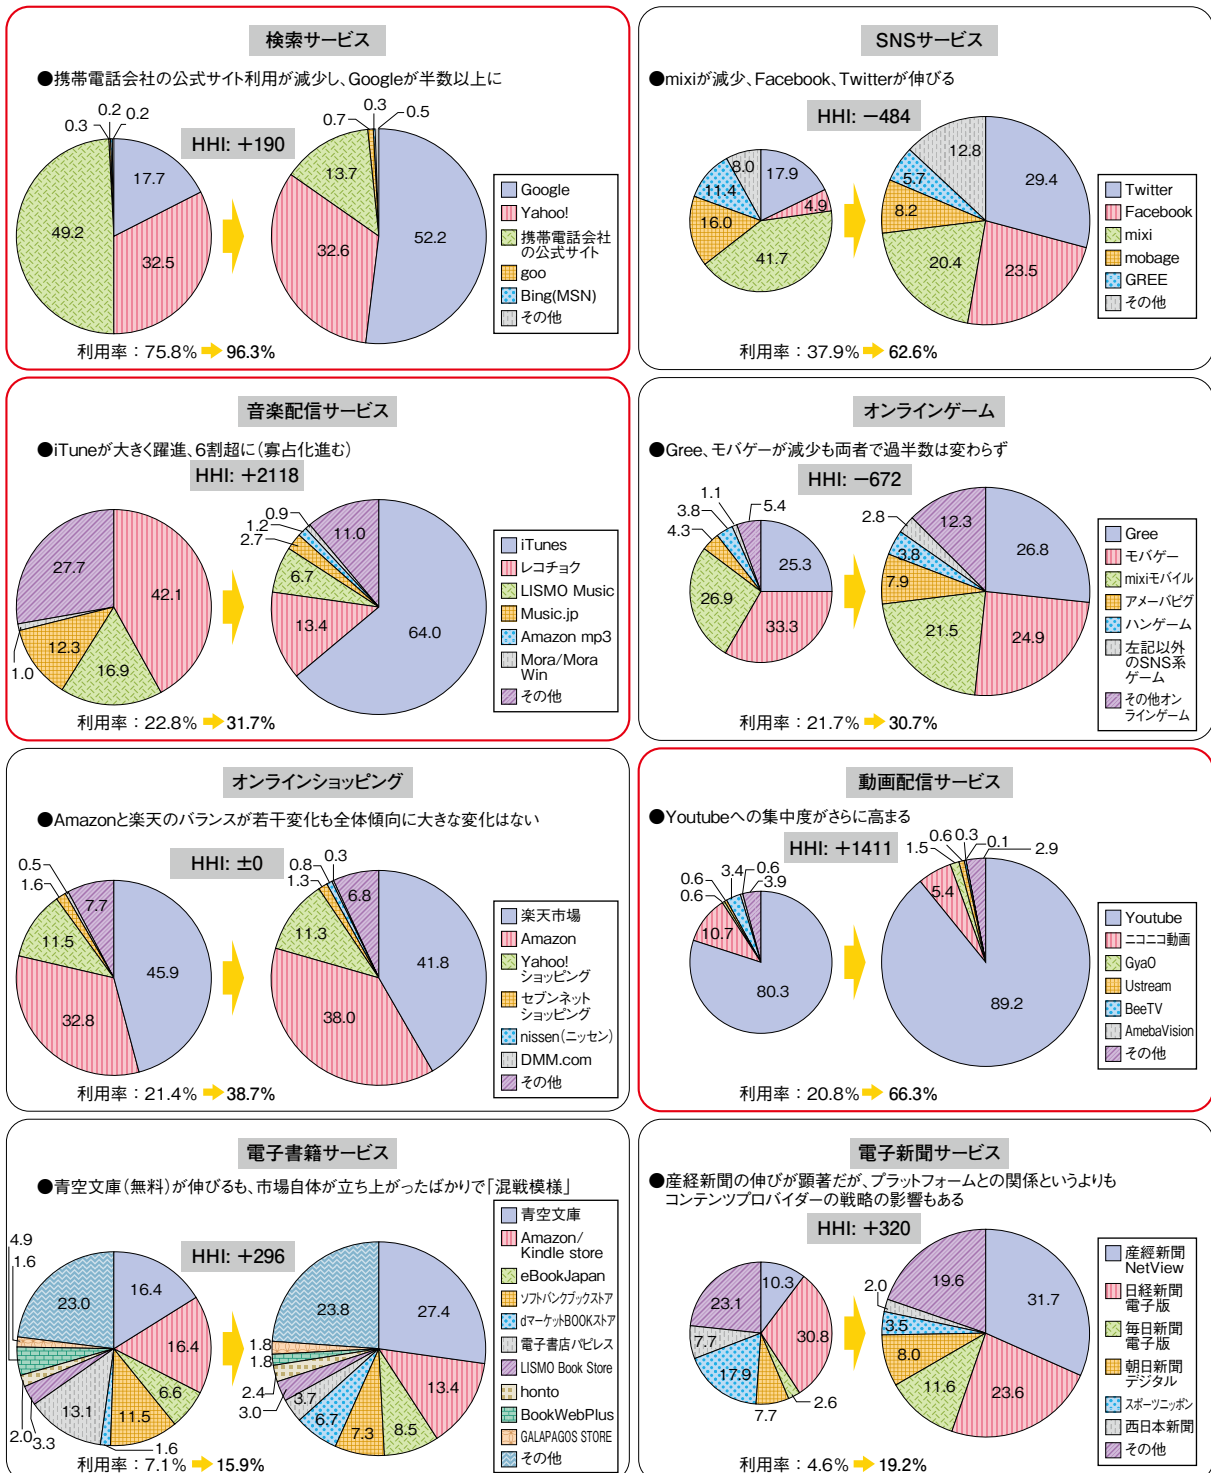 検索サービス
●携帯電話会社の公式サイト利用が減少し、Googleが半数以上に
HHI: +190
0.3
0.2
0.2
17.7
32.5
49.2
0.7
0.3
0.5
13.7
32.6
52.2
Google
Yahoo!
携帯電話会社
の公式サイト
goo
Bing(MSN)
その他
利用率：75.8% 96.3%
SNSサービス
●mixiが減少、Facebook、Twitterが伸びる
HHI: −484
8.0
17.9
4.9
11.4
16.0
41.7
12.8
5.7
8.2
20.4
29.4
23.5
Twitter
Facebook
mixi
mobage
GREE
その他
利用率：37.9% 62.6%
音楽配信サービス
●iTuneが大きく躍進、6割超に（寡占化進む）
HHI: +2118
27.7
42.1
12.3
16.9
1.0
0.9
1.2
2.7
11.0
6.7
13.4
64.0
iTunes
レコチョク
LISMO Music
Music.jp
Amazon mp3
Mora/Mora
Win
その他
利用率：22.8% 31.7%
オンラインゲーム
●Gree、モバゲーが減少も両者で過半数は変わらず
HHI: −672
1.1
3.8
4.3
5.4
25.3
26.9
33.3
2.8
12.3
3.8
7.9
21.5
26.8
24.9
Gree
モバゲー
mixiモバイル
アメーバピグ
ハンゲーム
左記以外
のSNS系
ゲーム
その他オン
ラインゲーム
利用率：21.7% 30.7%
オンラインショッピング
●Amazonと楽天のバランスが若干変化も全体傾向に大きな変化はない
HHI: ±0
0.5
1.6
7.7
11.5
45.9
32.8
0.3
0.8
1.3
6.8
11.3
41.8
38.0
楽天市場
Amazon
Yahoo!
ショッピング
セブンネット
ショッピング
nissen（ニッセン）
DMM.com
その他
利用率：21.4% 38.7%
動画配信サービス
●Youtubeへの集中度がさらに高まる
HHI: +1411
0.6
0.6
3.4
0.6
3.9
10.7
80.3
1.5
0.6
0.3
0.1
2.9
5.4
89.2
Youtube
ニコニコ動画
GyaO
Ustream
BeeTV
AmebaVision
その他
利用率：20.8% 66.3%
電子書籍サービス
●青空文庫（無料）が伸びるも、市場自体が立ち上がったばかりで「混戦模様」
HHI: +296
4.9
1.6
23.0
16.4
16.4
6.6
11.5
13.1
2.0
3.3
1.6
23.8
27.4
1.8
1.8
2.4
3.0
3.7
6.7
7.3
8.5
13.4
青空文庫
Amazon/
Kindle store
eBookJapan
ソフトバンクブックストア
dマーケットBOOKストア
電子書店パピレス
LISMO Book Store
honto
BookWebPlus
GALAPAGOS STORE
その他
利用率：7.1% 15.9%
電子新聞サービス
●産経新聞の伸びが顕著だが、プラットフォームとの関係というよりも
コンテンツプロバイダーの戦略の影響もある
HHI: +320
23.1
10.3
30.8
7.7
17.9
7.7
2.6
2.0
19.6
31.7
3.5
8.0
11.6
23.6
産經新聞
NetView
日経新聞
電子版
毎日新聞
電子版
朝日新聞
デジタル
スポーツニッポン
西日本新聞
その他
利用率：4.6% 19.2%